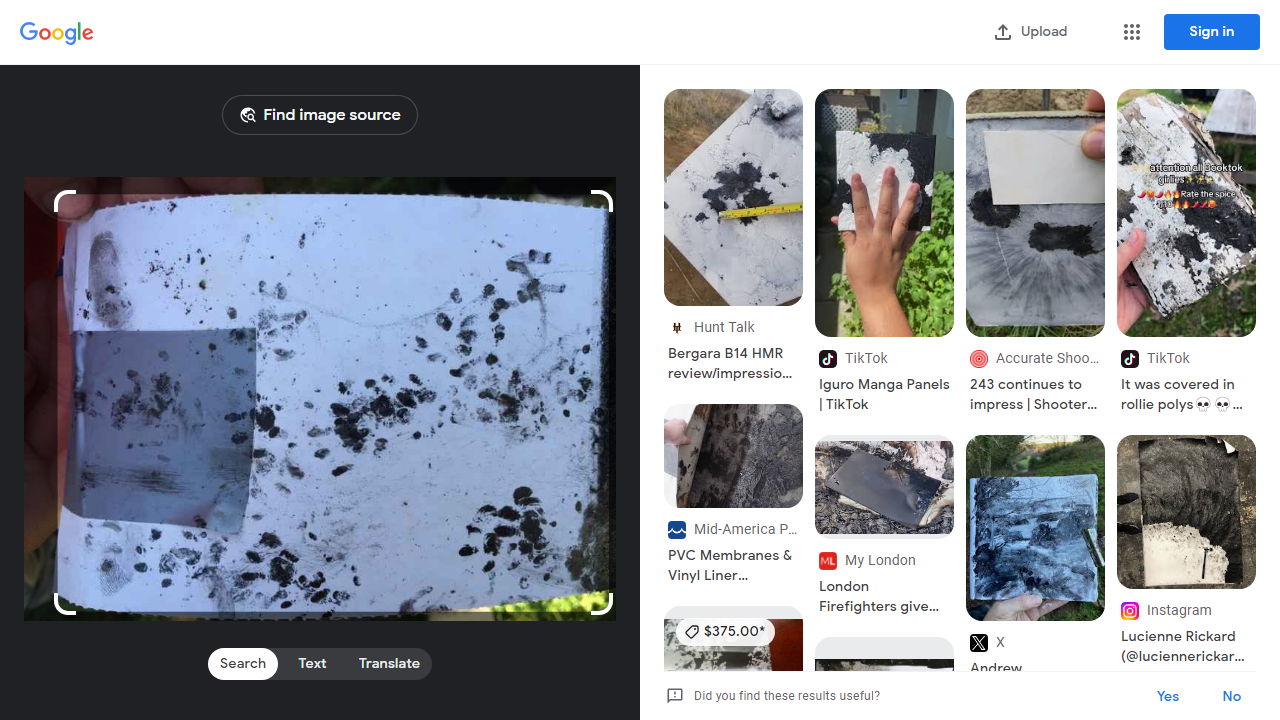 Google
Upload
Sign in
Find image source
Search
Text
Translate
Hunt Talk
Bergara B14 HMR
review/impressio...
TikTok
Iguro Manga Panels
| TikTok
Accurate Shoo...
243 continues to
impress | Shooter...
attention all Booktok
girlies
Rate the spice
TikTok
It was covered in
rollie polys💀 💀 ...
Mid-America P...
PVC Membranes &
Vinyl Liner...
ML
My London
London
Firefighters give...
X
Andrew
Instagram
Lucienne Rickard
(@luciennerickar...
$375.00*
Did you find these results useful?
Yes
No